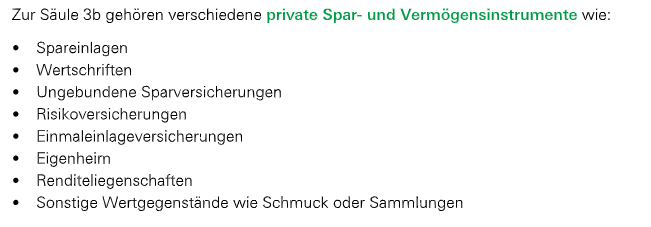 Zur Säule 3b gehören verschiedene private Spar- und Vermögensinstrumente wie:
• Spareinlagen
• Wertschriften
• Ungebundene Sparversicherungen
• Risikoversicherungen
• Einmaleinlageversicherungen
• Eigenheim
• Renditeliegenschaften
• Sonstige Wertgegenstände wie Schmuck oder Sammlungen